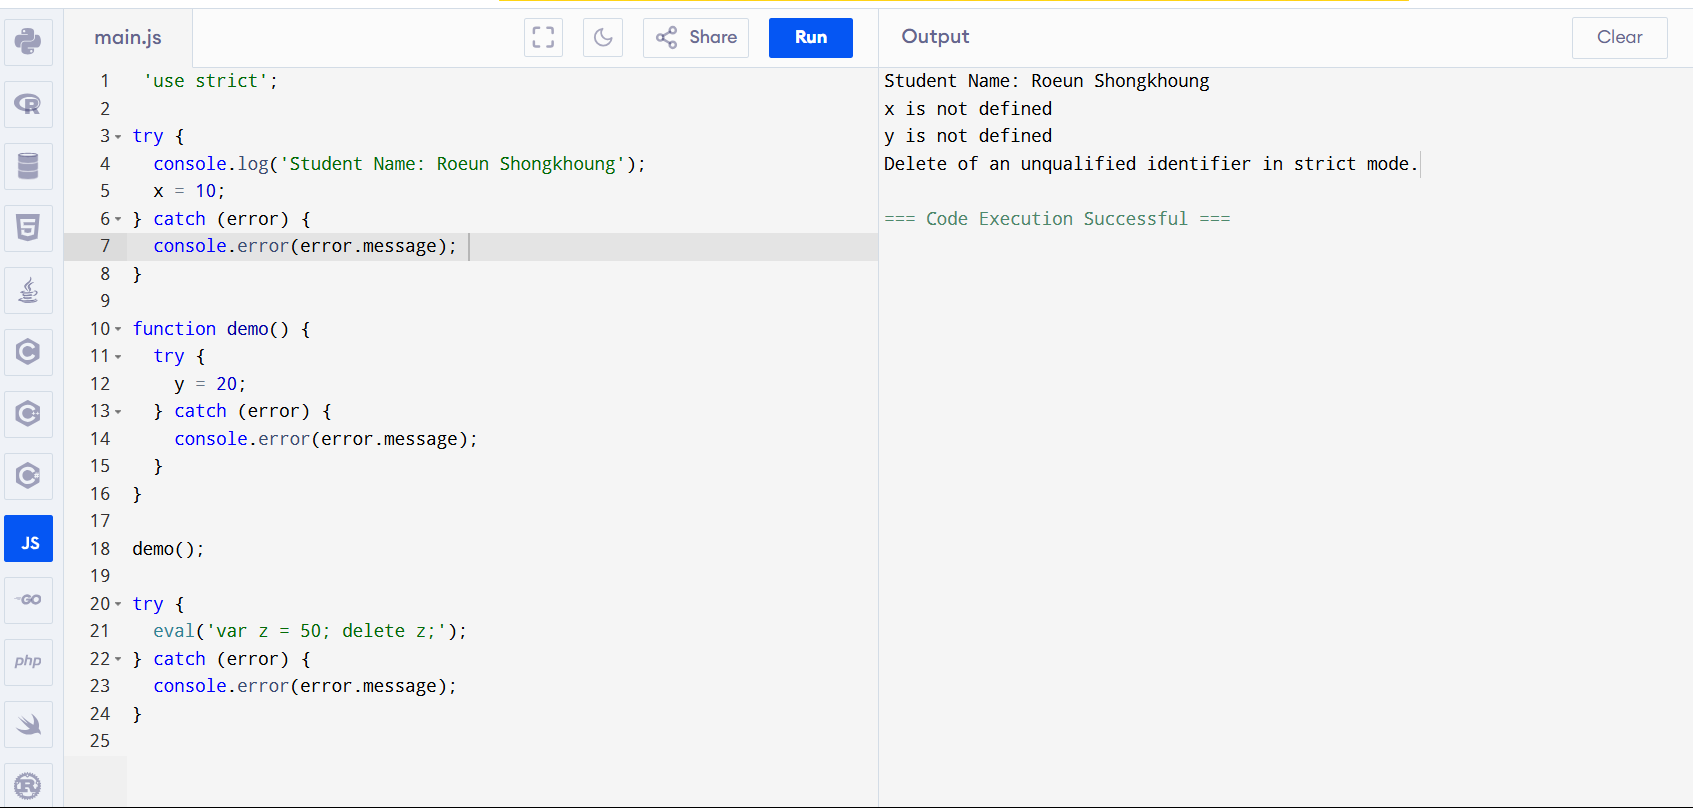 main.js
Share
Run
Output
Clear
1 'use strict';
2
3 try {
4   console.log('Student Name: Roeun Shongkhoung');
5   x = 10;
6 } catch (error) {
7   console.error(error.message);
8 }
9
10 function demo() {
11   try {
12     y = 20;
13   } catch (error) {
14     console.error(error.message);
15   }
16 }
17
18 demo();
19
20 try {
21   eval('var z = 50; delete z;');
22 } catch (error) {
23   console.error(error.message);
24 }
25
Student Name: Roeun Shongkhoung
x is not defined
y is not defined
Delete of an unqualified identifier in strict mode.
=== Code Execution Successful ===
JS
GO
php